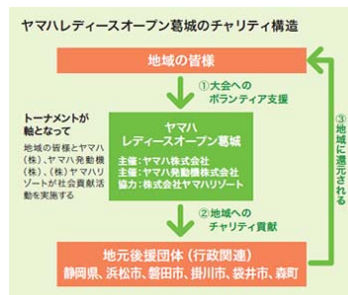 ヤマハレディースオープン葛城のチャリティ構造
地域の皆様
①大会への
ボランティア支援
トーナメントが
軸となって
地域の皆様とヤマハ
(株)、ヤマハ発動機
(株)、(株)ヤマハリ
ゾートが社会貢献活
動を実施する
ヤマハ
レディースオープン葛城
主催:ヤマハ株式会社
主催:ヤマハ発動機株式会社
協力:株式会社ヤマハリゾート
②地域への
チャリティ貢献
③地域に還元される
地元後援団体(行政関連)
静岡県、浜松市、磐田市、掛川市、袋井市、森町